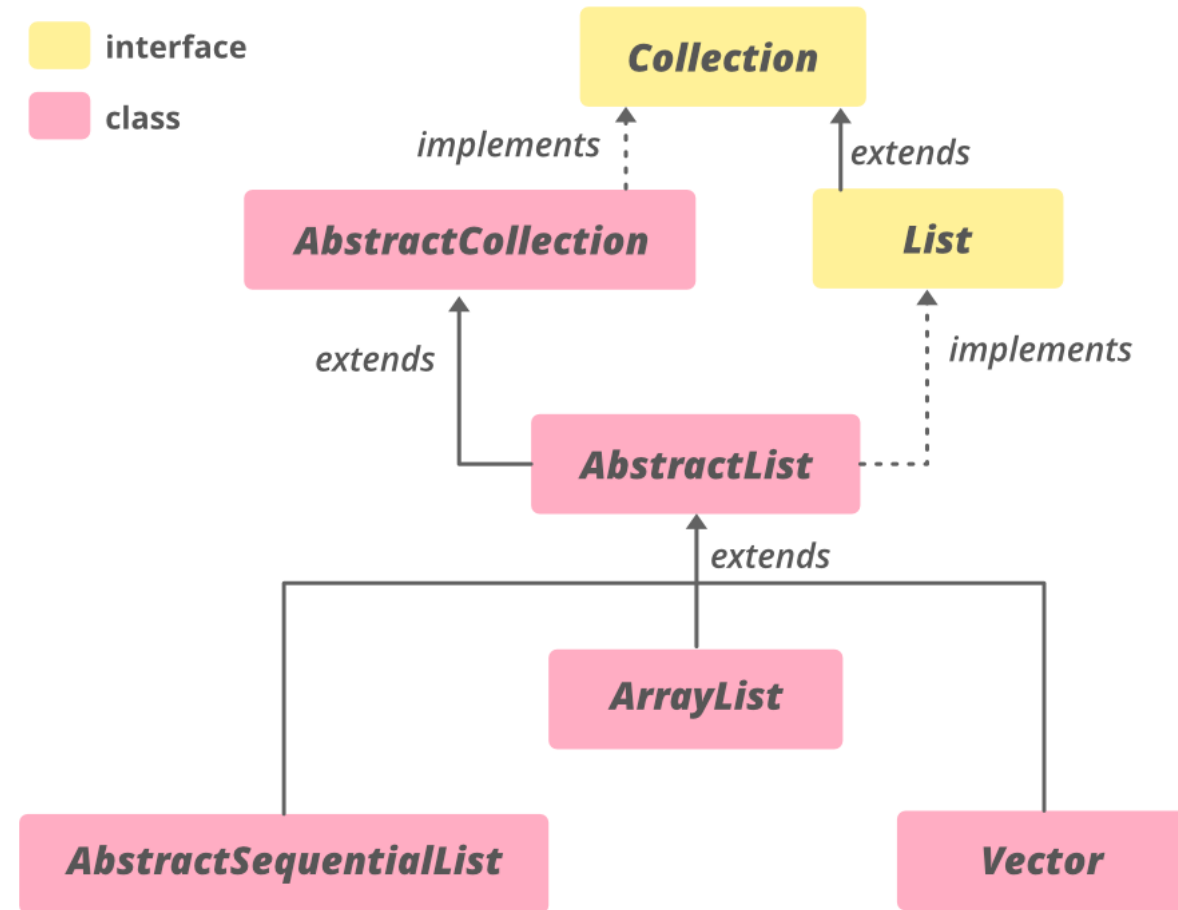 interface
class
Collection
implements
extends
AbstractCollection
List
extends
implements
AbstractList
extends
ArrayList
AbstractSequentialList
Vector